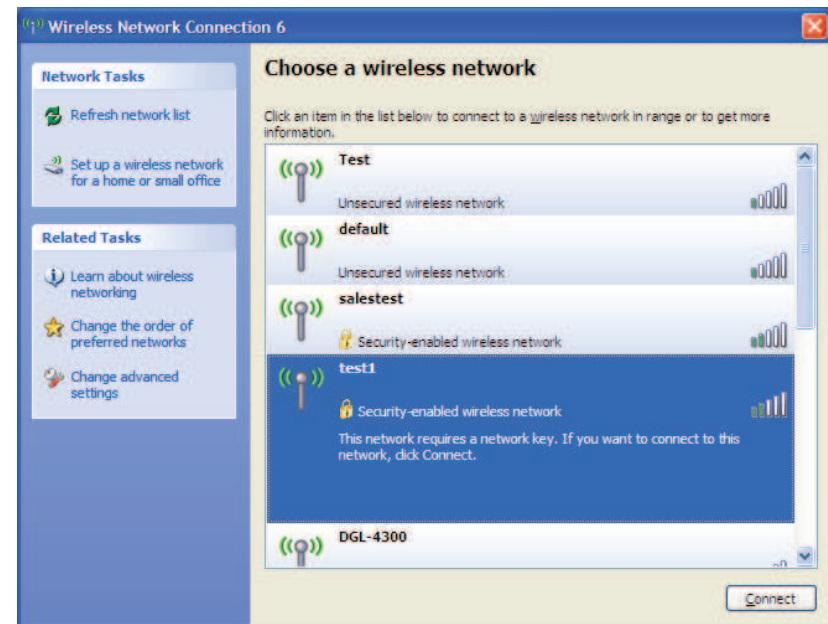 Wireless Network Connection 6
Network Tasks
Refresh network list
Set up a wireless network
for a home or small office
Related Tasks
Learn about wireless
networking
Change the order of
preferred networks
Change advanced
settings
Choose a wireless network
Click an item in the list below to connect to a wireless network in range or to get more
information.
Test
Unsecured wireless network
default
Unsecured wireless network
salestest
Security-enabled wireless network
test1
Security-enabled wireless network
This network requires a network key. If you want to connect to this
network, click Connect.
DGL-4300
Connect